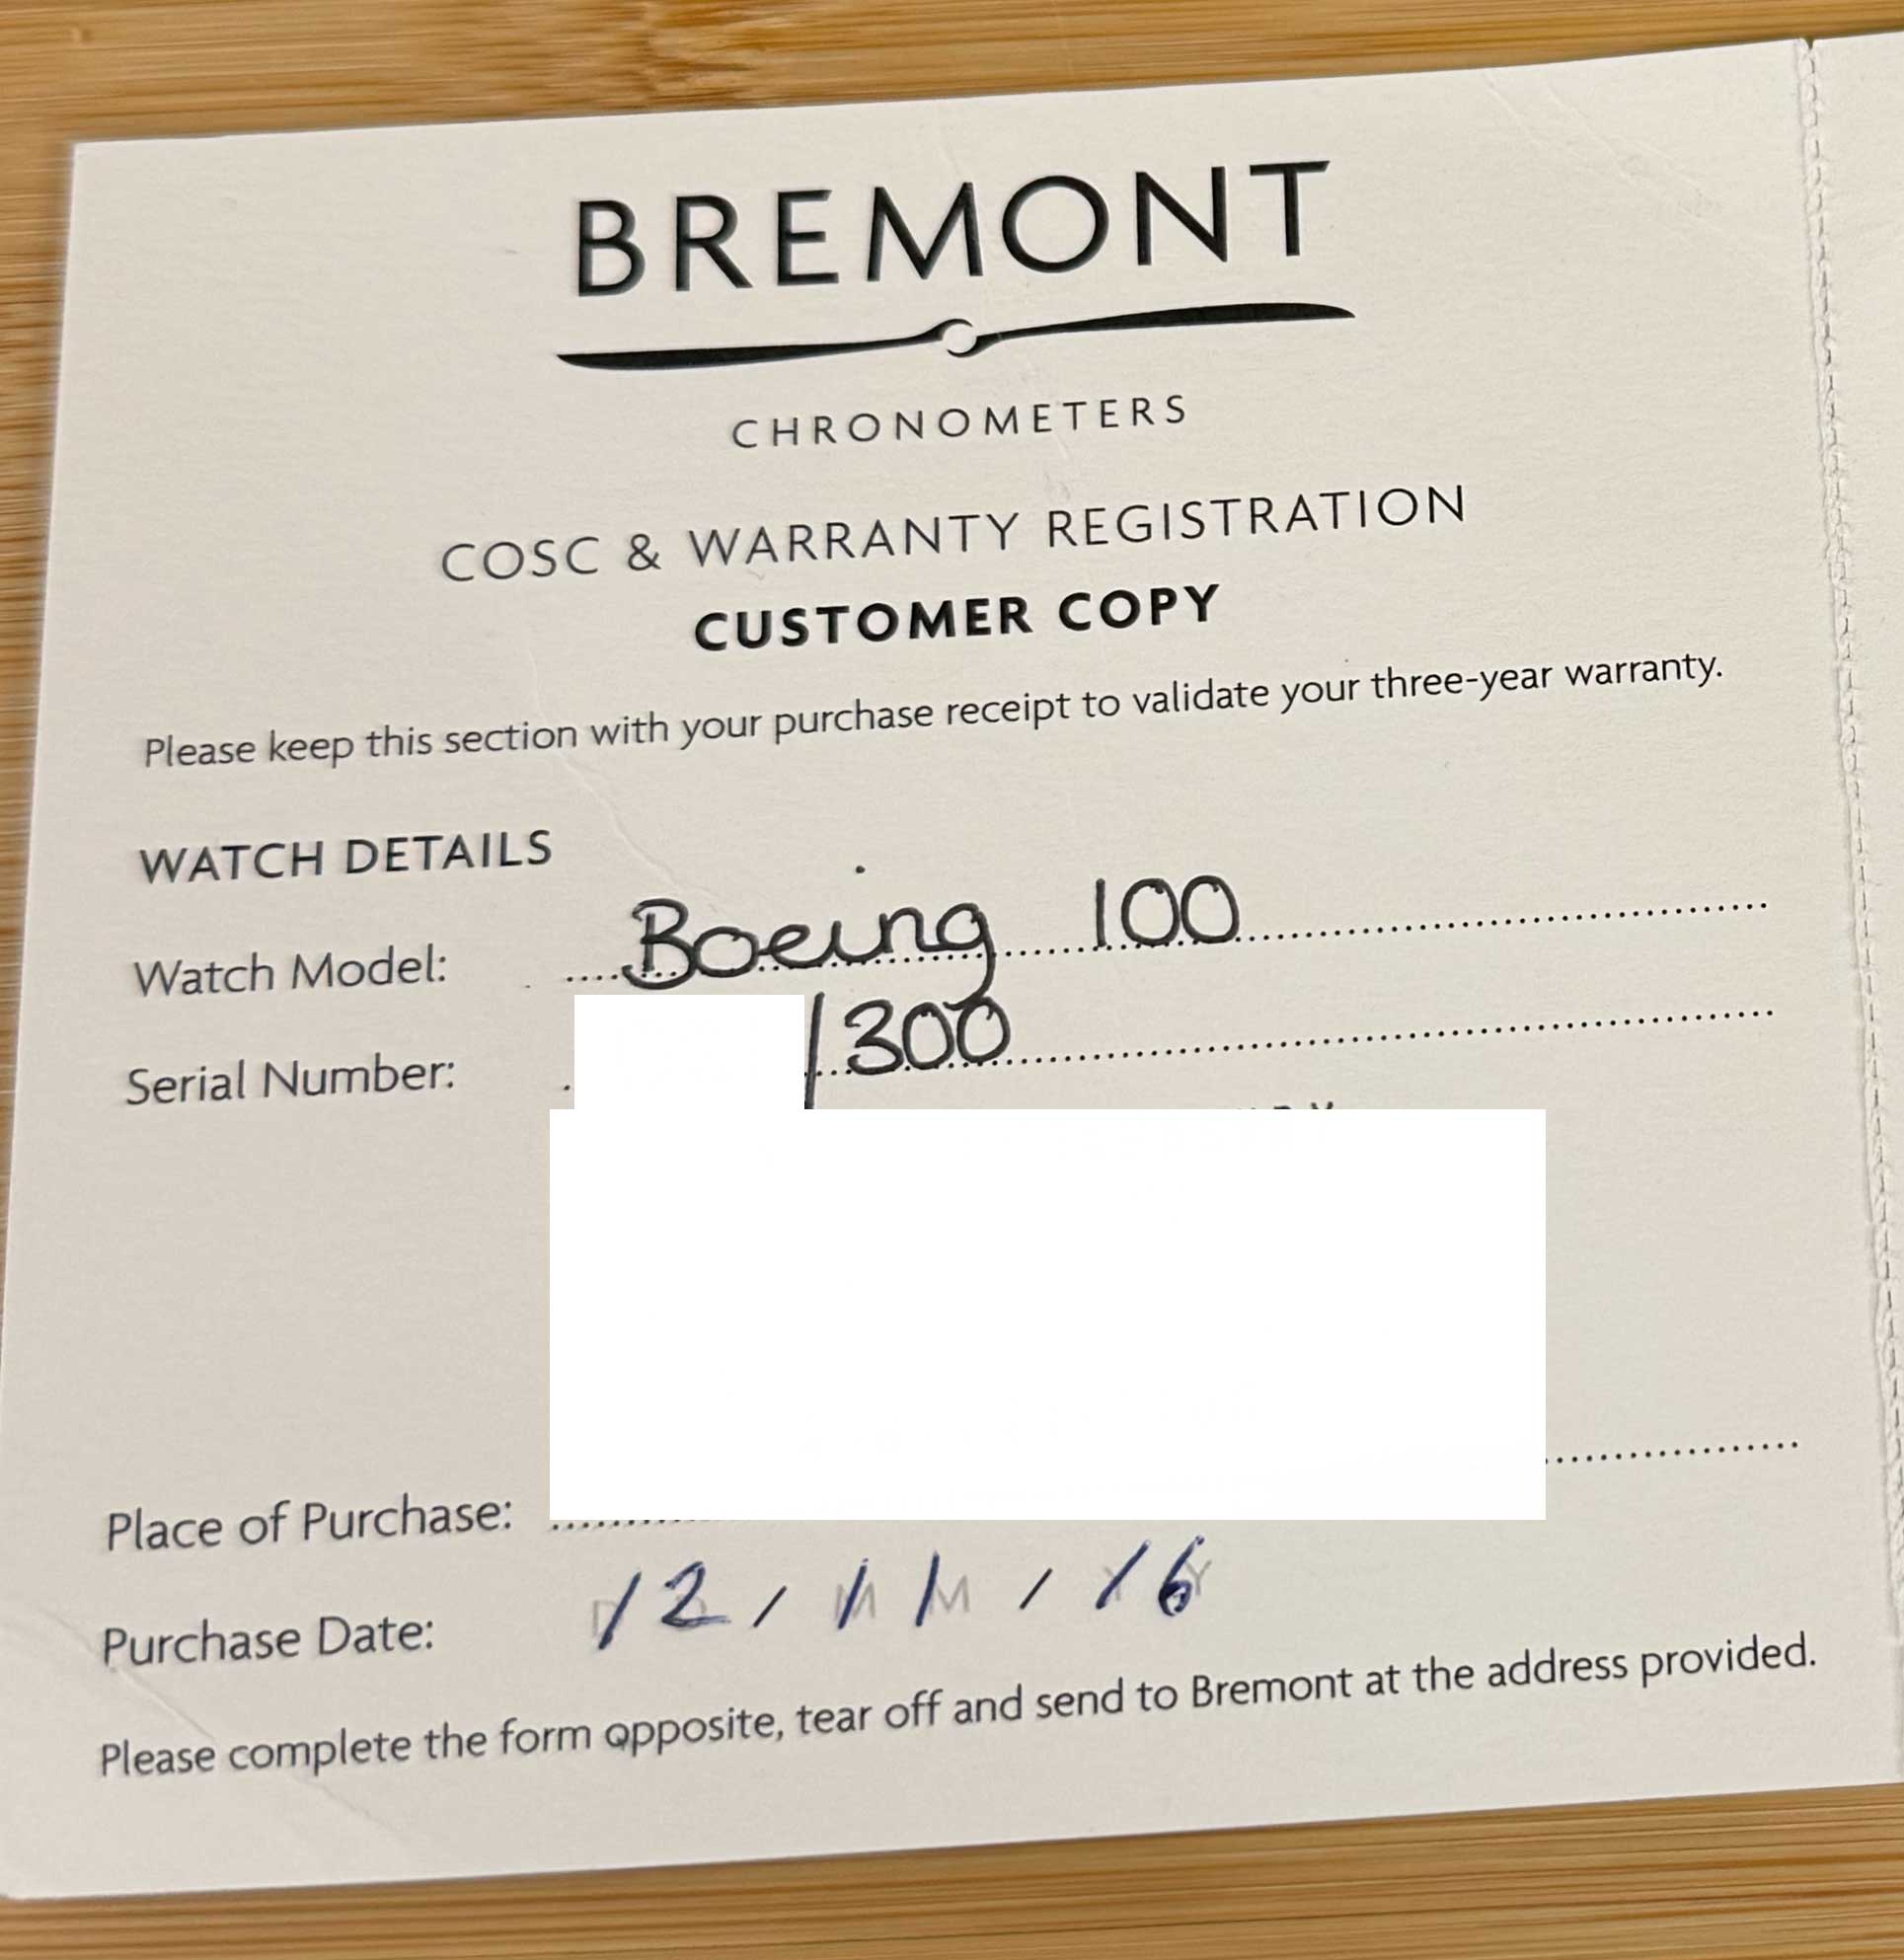 BREMONT
CHRONOMETERS
COSC & WARRANTY REGISTRATION
CUSTOMER COPY
Please keep this section with your purchase receipt to validate your three-year warranty.
WATCH DETAILS
Watch Model: Boeing 100
Serial Number: /300
Place of Purchase:
Purchase Date: 12 / 11 / 16
Please complete the form opposite, tear off and send to Bremont at the address provided.